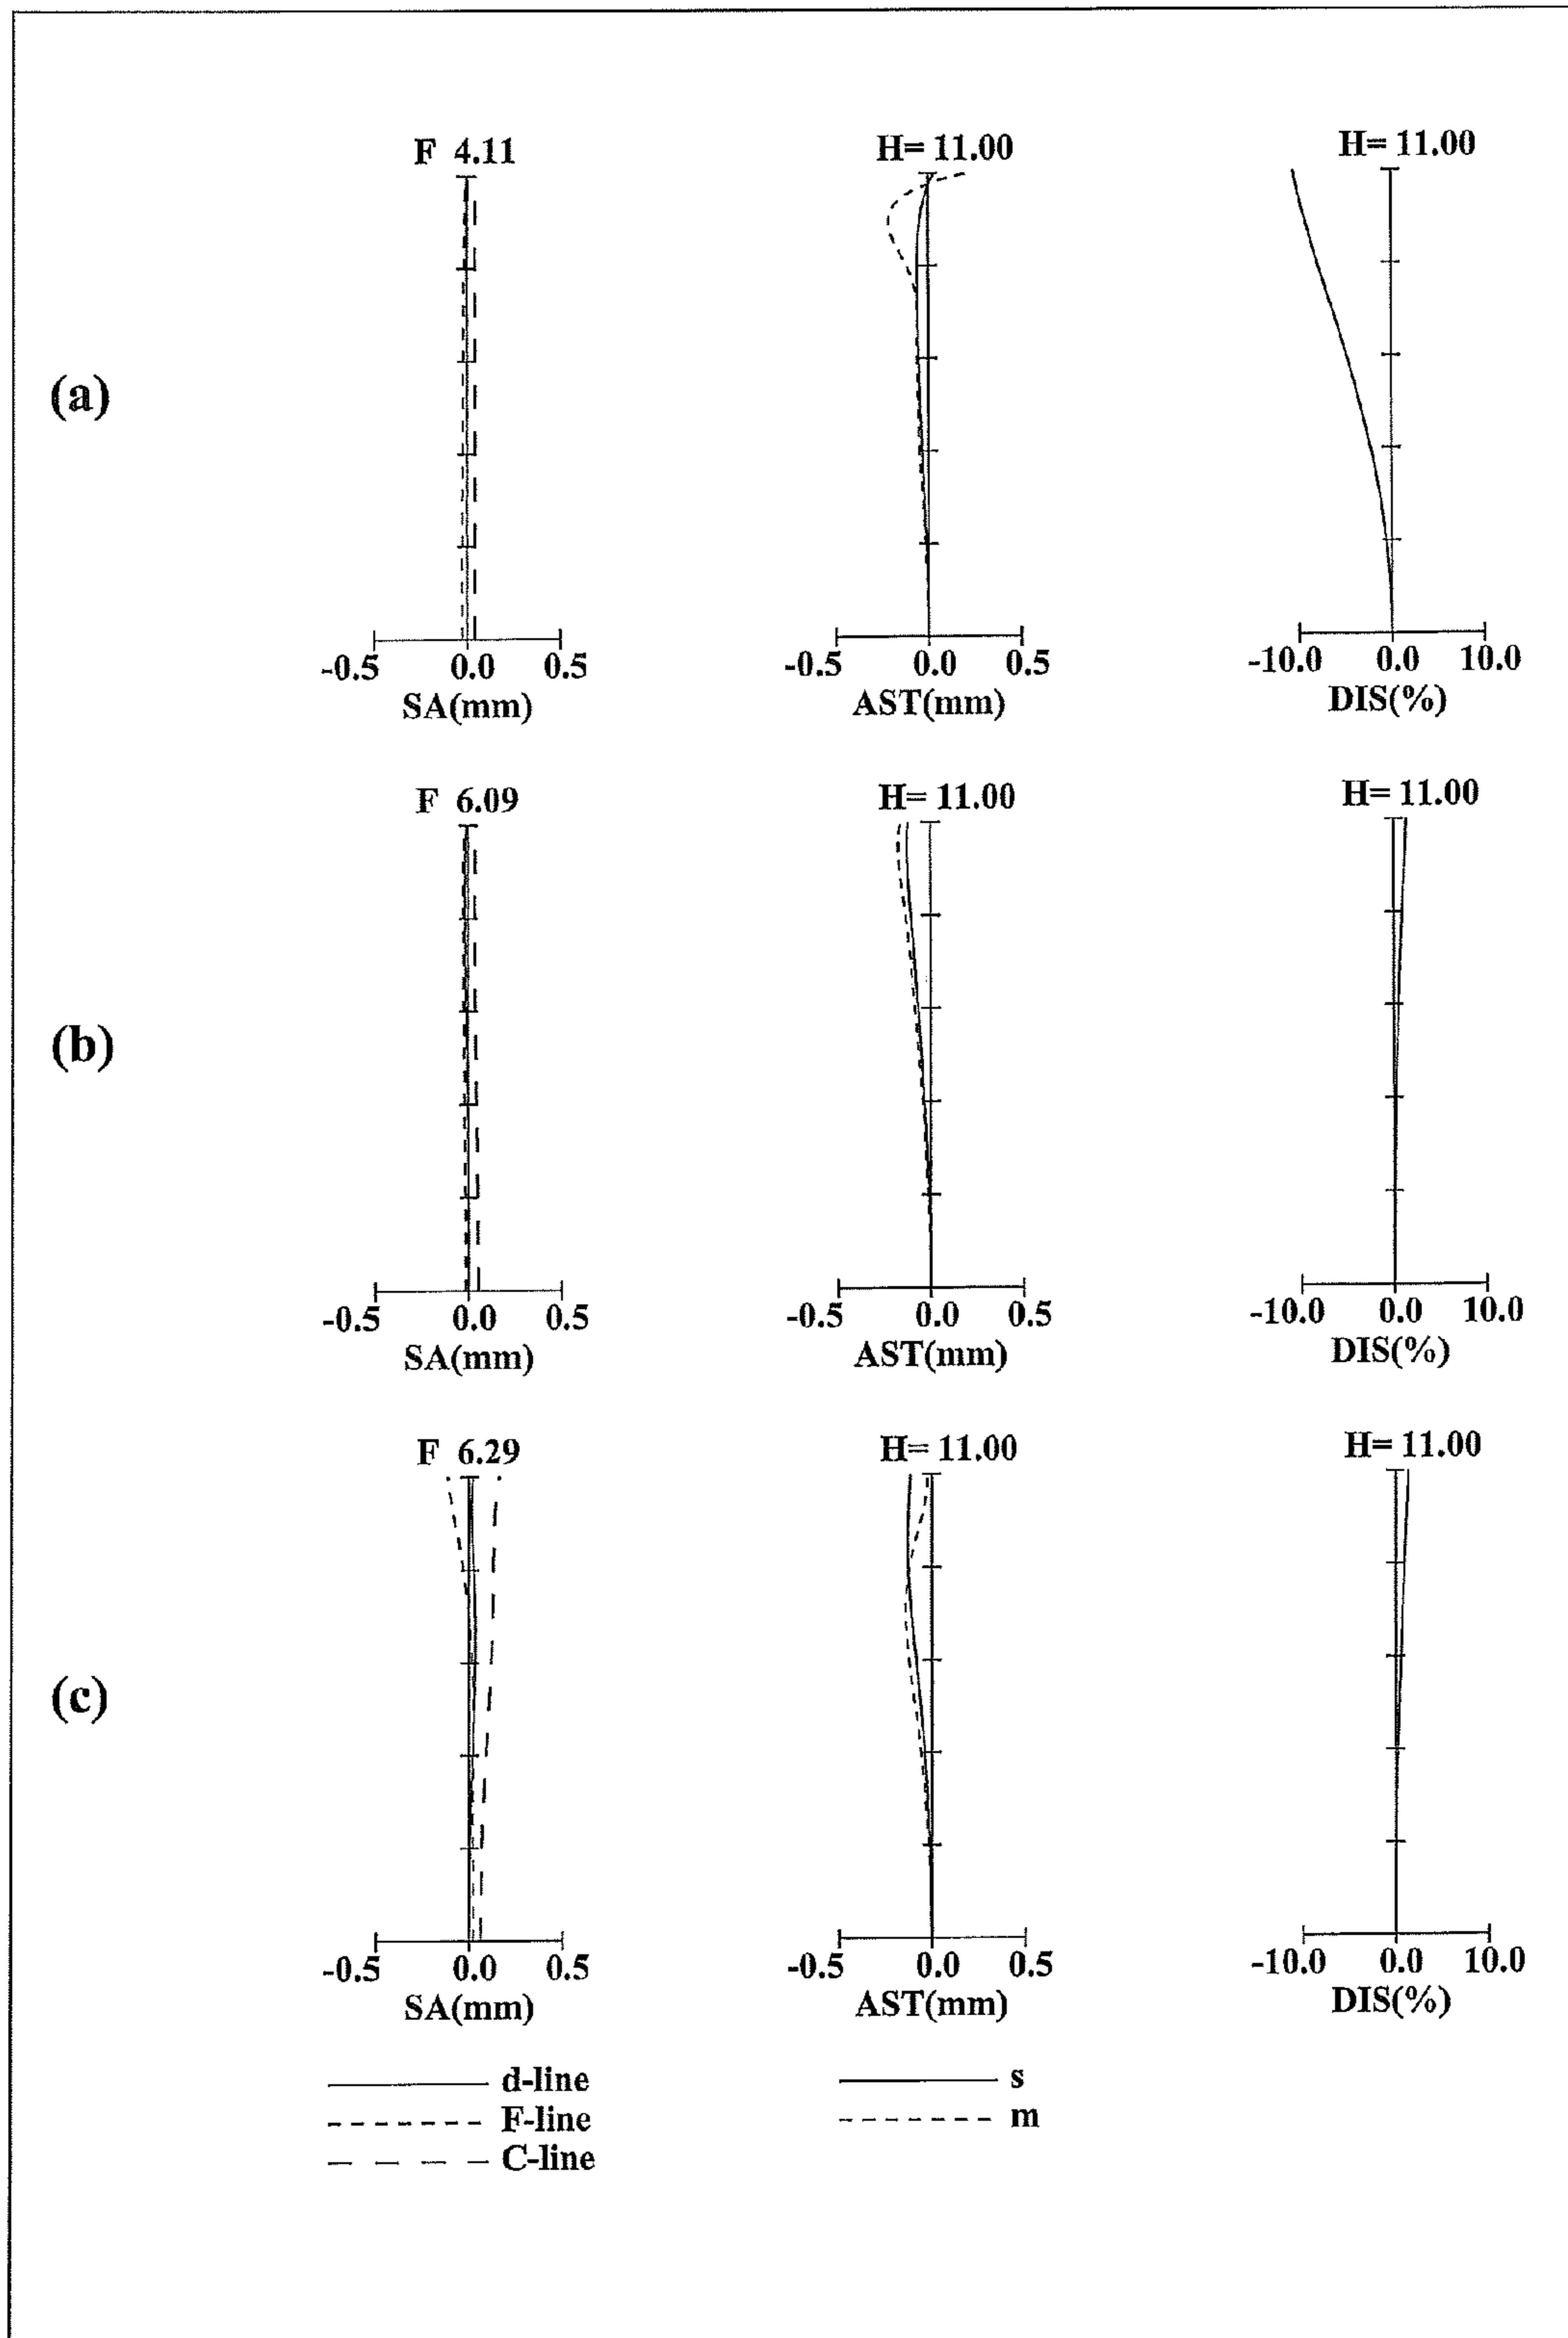 F 4.11 H= 11.00 H= 11.00
(a)
-0.5 0.0 0.5 -0.5 0.0 0.5 -10.0 0.0 10.0
SA(mm) AST(mm) DIS(%)
F 6.09 H= 11.00 H= 11.00
(b)
-0.5 0.0 0.5 -0.5 0.0 0.5 -10.0 0.0 10.0
SA(mm) AST(mm) DIS(%)
F 6.29 H= 11.00 H= 11.00
(c)
-0.5 0.0 0.5 -0.5 0.0 0.5 -10.0 0.0 10.0
SA(mm) AST(mm) DIS(%)
d-line s
F-line m
C-line